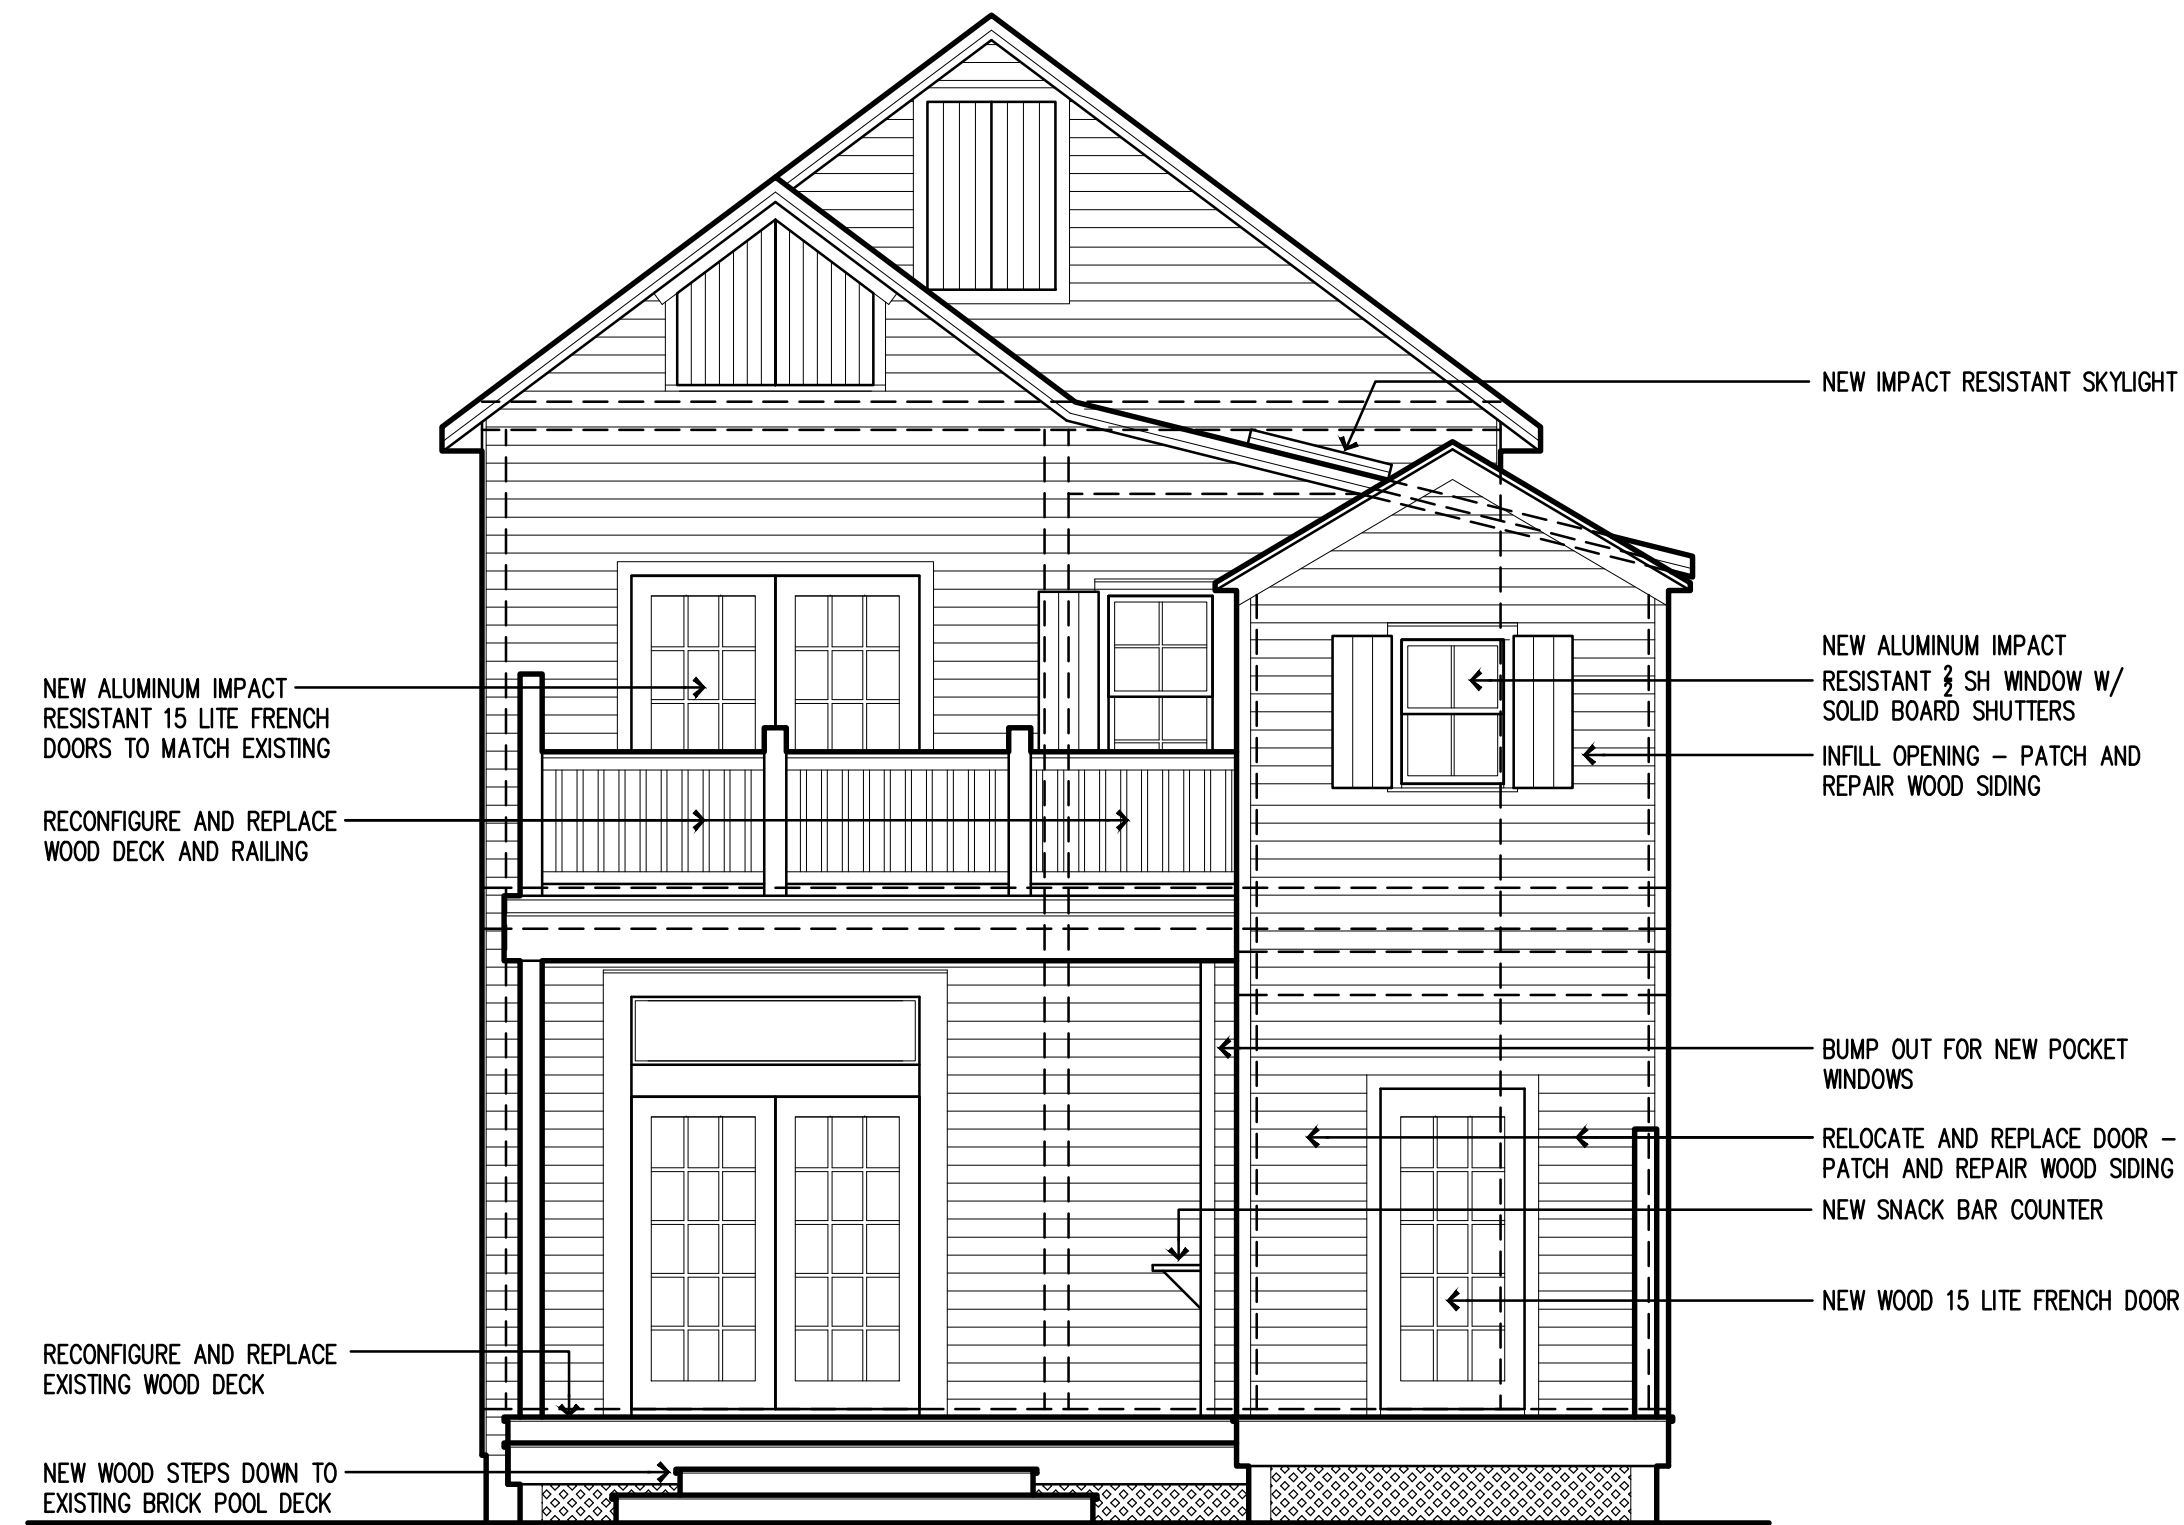 NEW IMPACT RESISTANT SKYLIGHT
NEW ALUMINUM IMPACT
RESISTANT 15 LITE FRENCH
DOORS TO MATCH EXISTING
RECONFIGURE AND REPLACE
WOOD DECK AND RAILING
RECONFIGURE AND REPLACE
EXISTING WOOD DECK
NEW WOOD STEPS DOWN TO
EXISTING BRICK POOL DECK
NEW ALUMINUM IMPACT
RESISTANT 2/2 SH WINDOW W/
SOLID BOARD SHUTTERS
INFILL OPENING – PATCH AND
REPAIR WOOD SIDING
BUMP OUT FOR NEW POCKET
WINDOWS
RELOCATE AND REPLACE DOOR –
PATCH AND REPAIR WOOD SIDING
NEW SNACK BAR COUNTER
NEW WOOD 15 LITE FRENCH DOOR